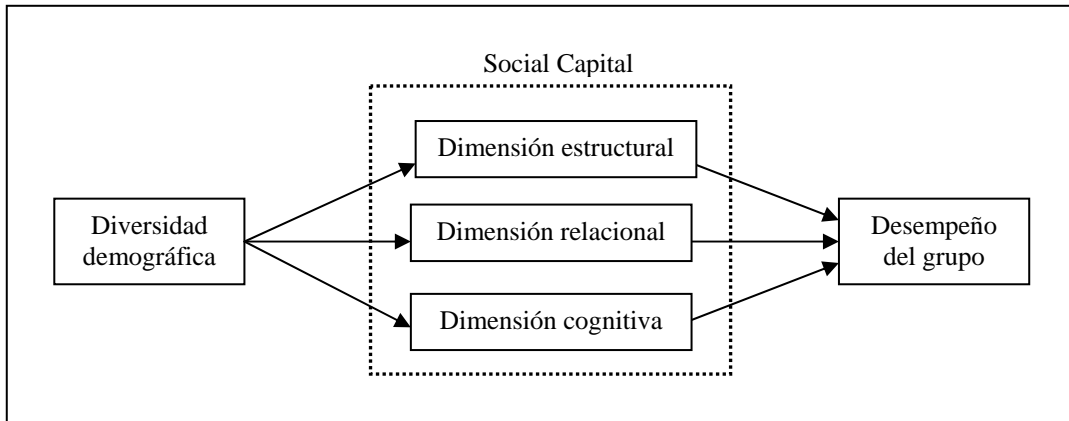 Social Capital
Dimensión estructural
Diversidad
demográfica
Dimensión relacional
Desempeño
del grupo
Dimensión cognitiva